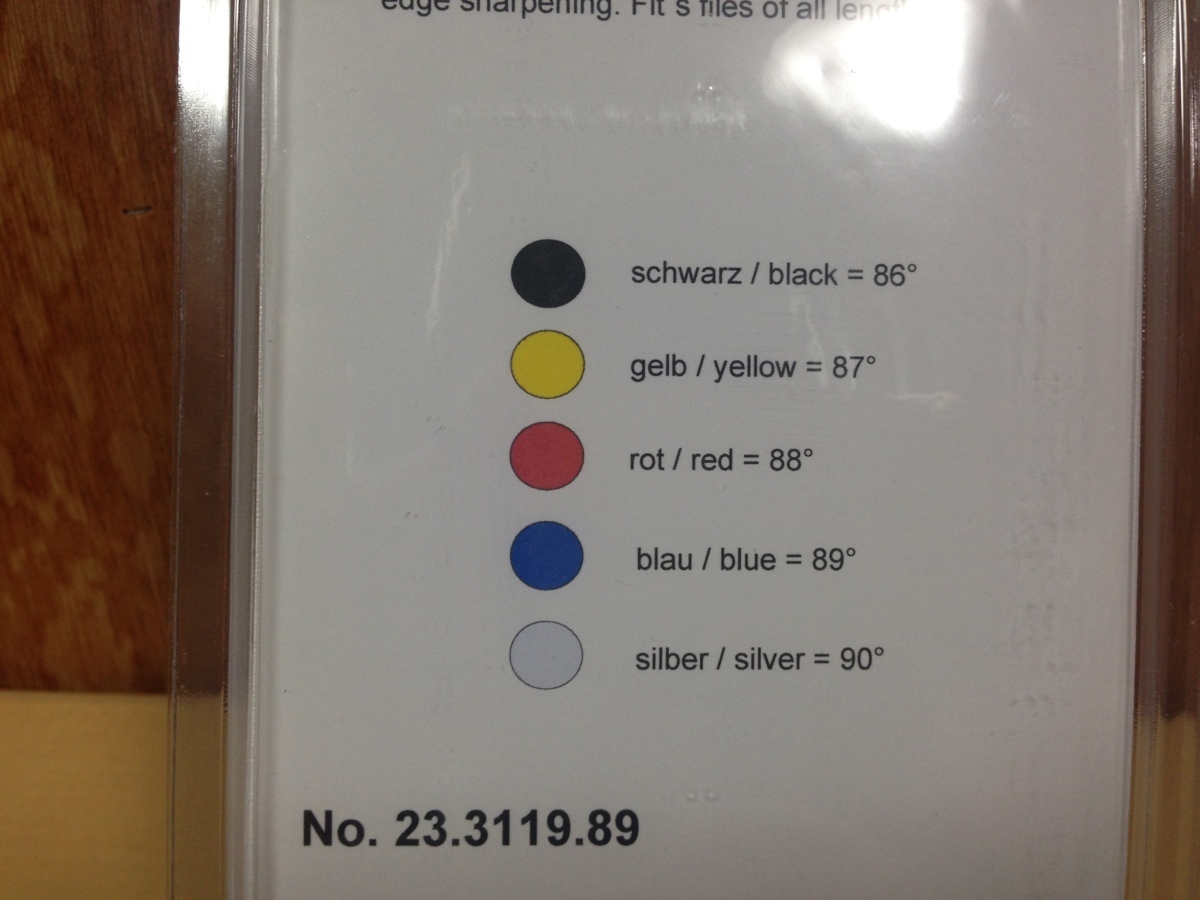 edge sharpening. Fit's files of all
schwarz / black = 86°
gelb / yellow = 87°
rot / red = 88°
blau / blue = 89°
silber / silver = 90°
No. 23.3119.89